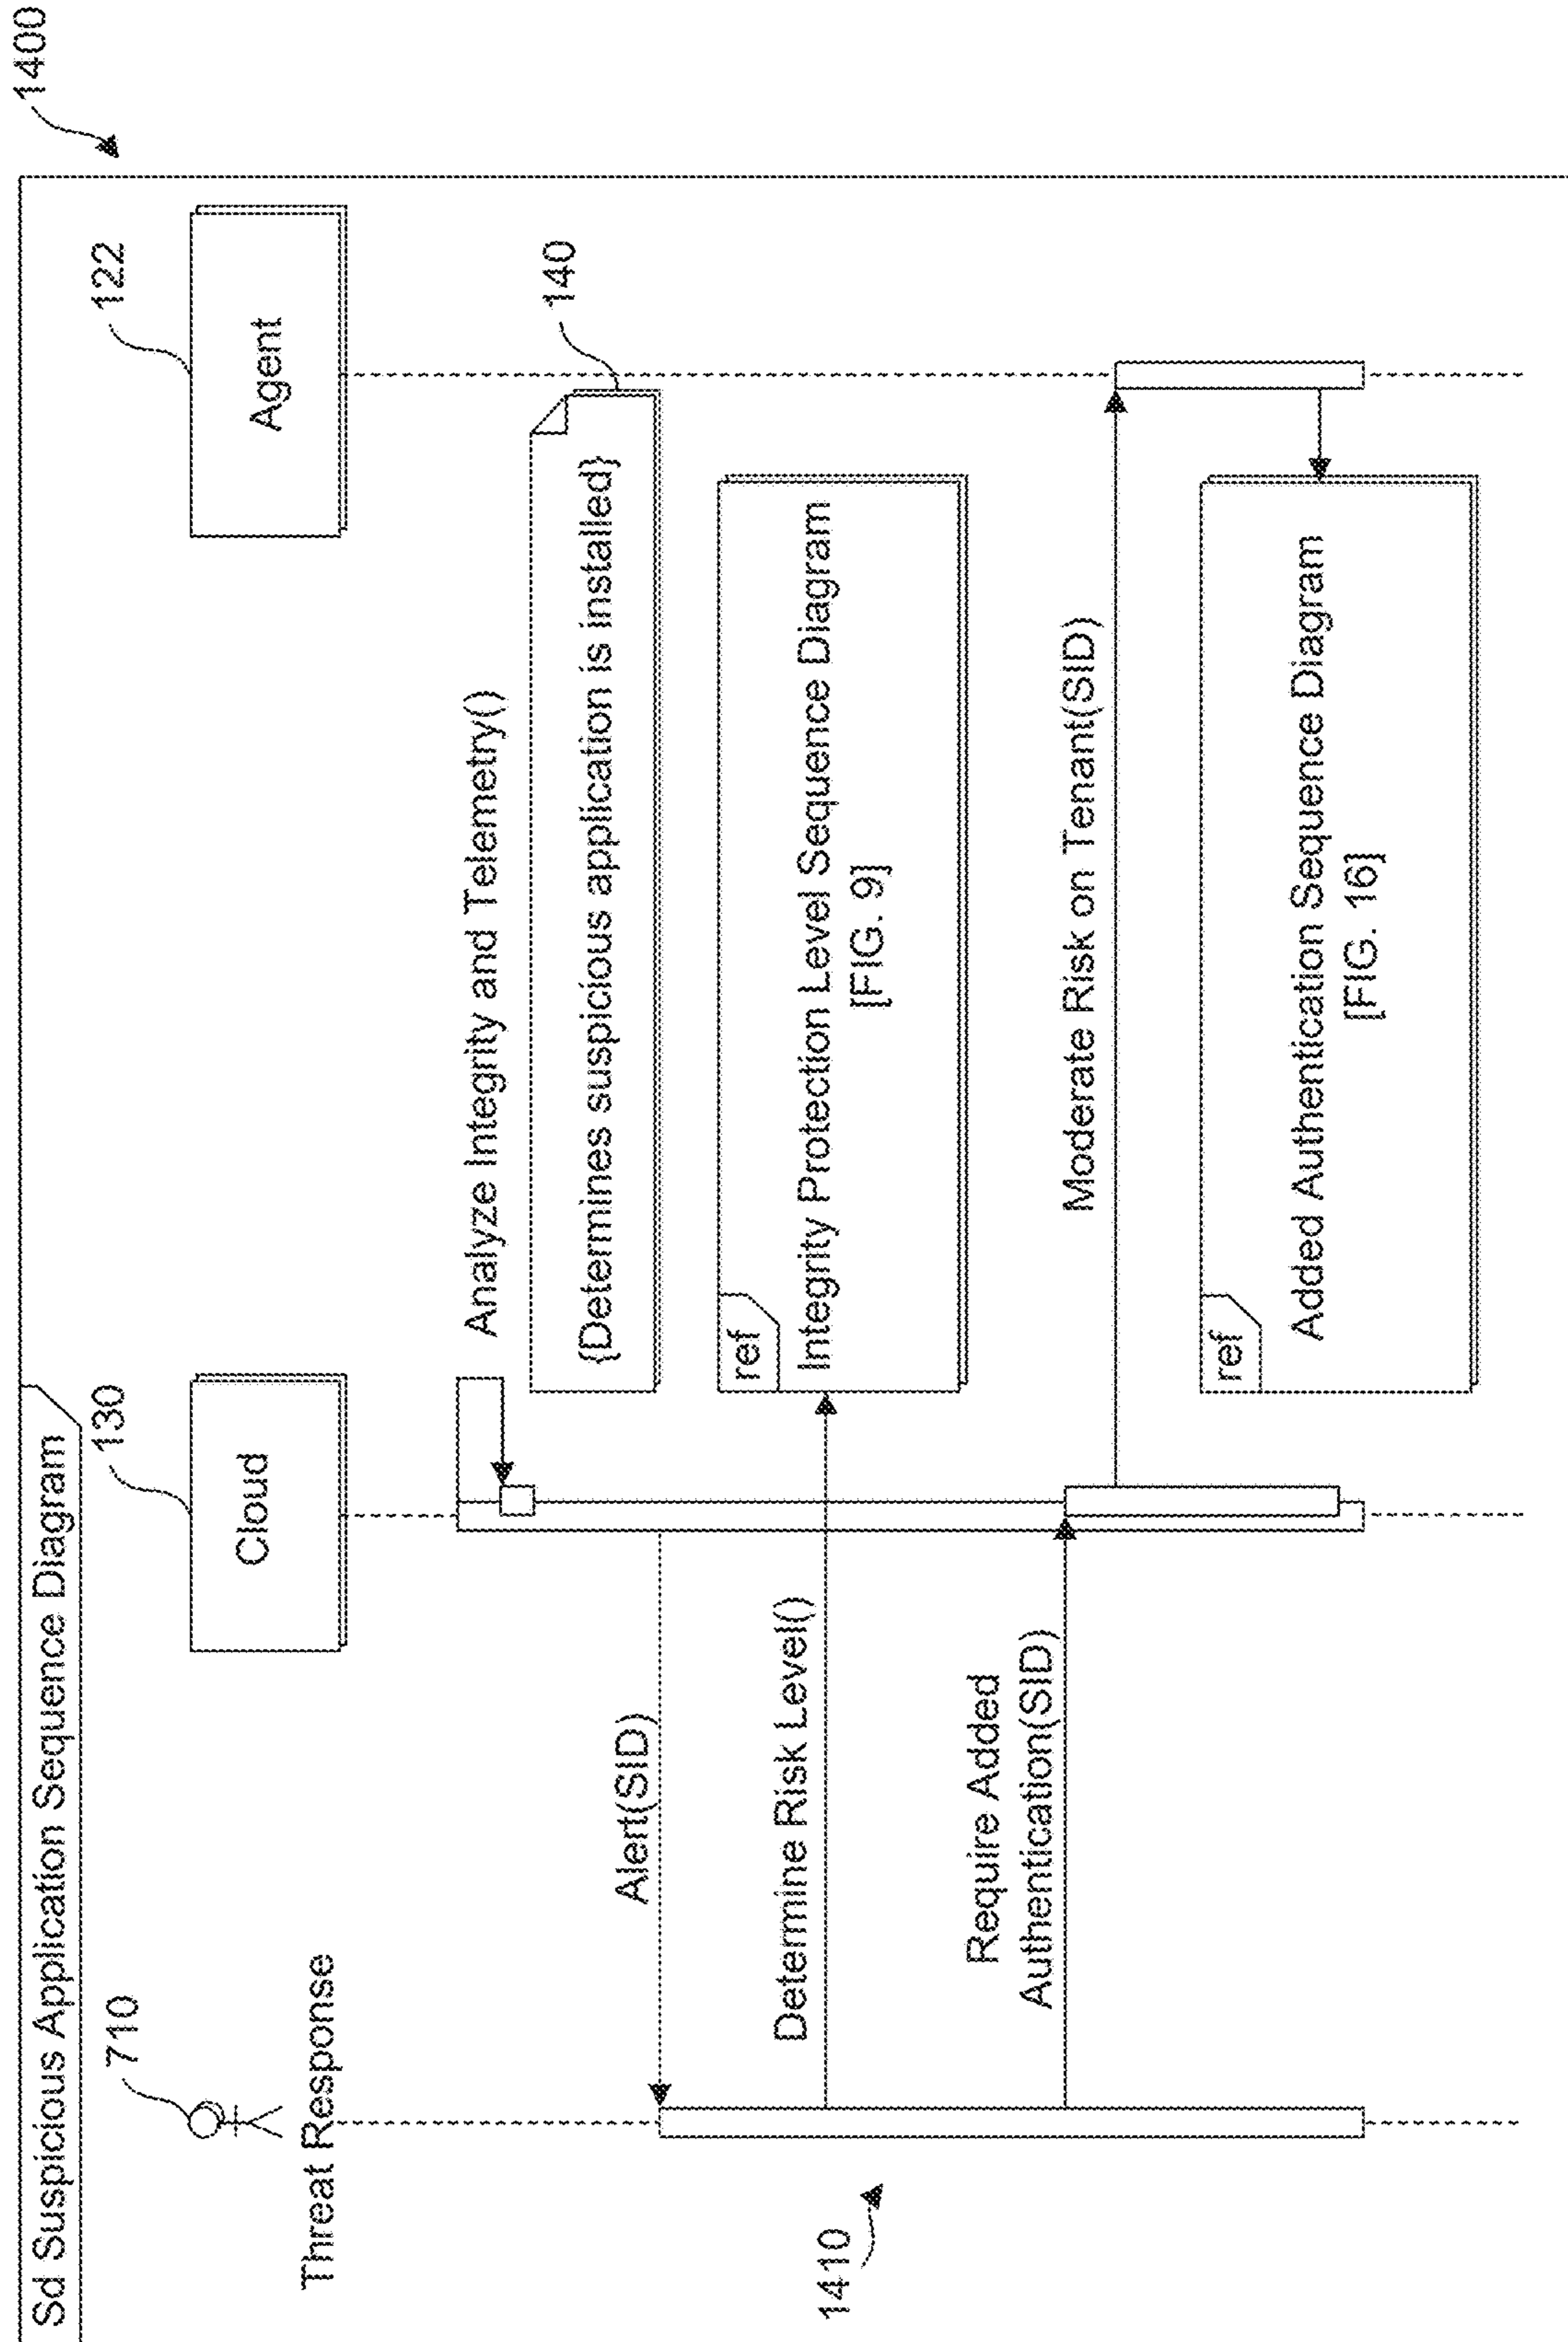 1400
Sd Suspicious Application Sequence Diagram
710
130
122
Threat Response
Cloud
Agent
Analyze Integrity and Telemetry()
{Determines suspicious application is installed}
140
Alert(SID)
ref
Integrity Protection Level Sequence Diagram
[FIG. 9]
Determine Risk Level()
1410
Require Added
Authentication(SID)
Moderate Risk on Tenant(SID)
ref
Added Authentication Sequence Diagram
[FIG. 16]